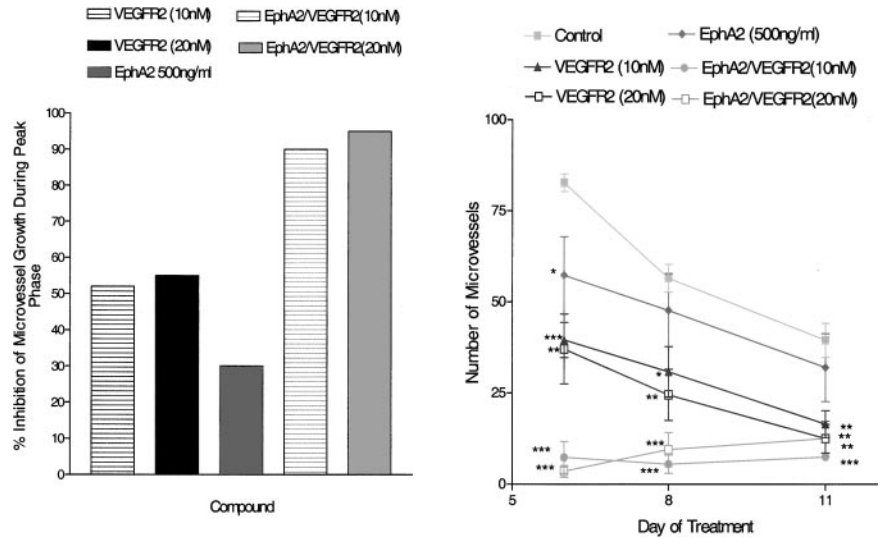 VEGFR2 (10nM) EphA2/VEGFR2(10nM)
VEGFR2 (20nM) EphA2/VEGFR2(20nM)
EphA2 500ng/ml
100
90
80
70
60
50
40
30
20
10
0
% Inhibition of Microvessel Growth During Peak
Phase
Compound
Control EphA2 (500ng/ml)
VEGFR2 (10nM) EphA2/VEGFR2(10nM)
VEGFR2 (20nM) EphA2/VEGFR2(20nM)
100
75
50
25
0
Number of Microvessels
*
***
**
*
**
***
***
***
***
**
**
**
***
5 8 11
Day of Treatment